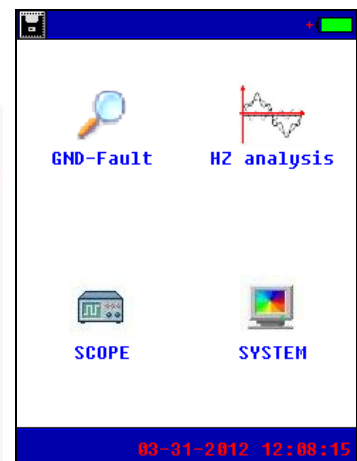 GND-Fault
HZ analysis
SCOPE
SYSTEM
03-31-2012 12:08:15